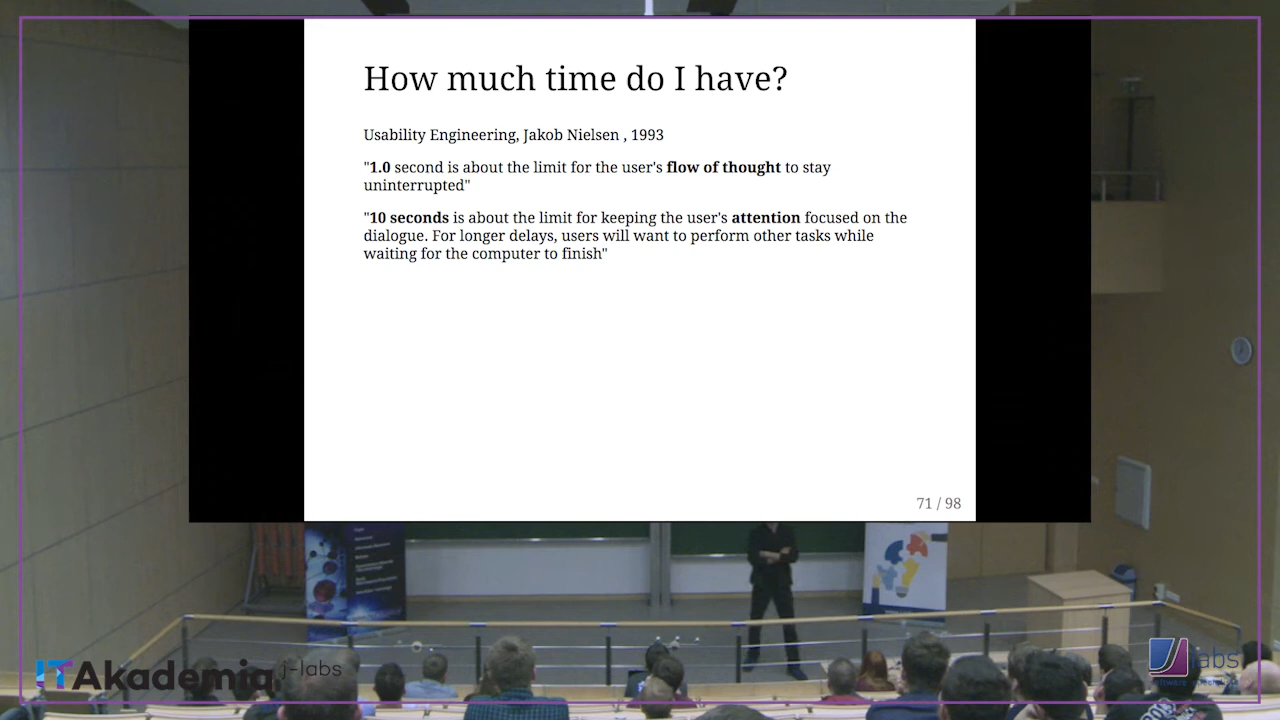 How much time do I have?
Usability Engineering, Jakob Nielsen , 1993
"1.0 second is about the limit for the user's flow of thought to stay
uninterrupted"
"10 seconds is about the limit for keeping the user's attention focused on the
dialogue. For longer delays, users will want to perform other tasks while
waiting for the computer to finish"
71 / 98
ITAkademia j-labs
labs